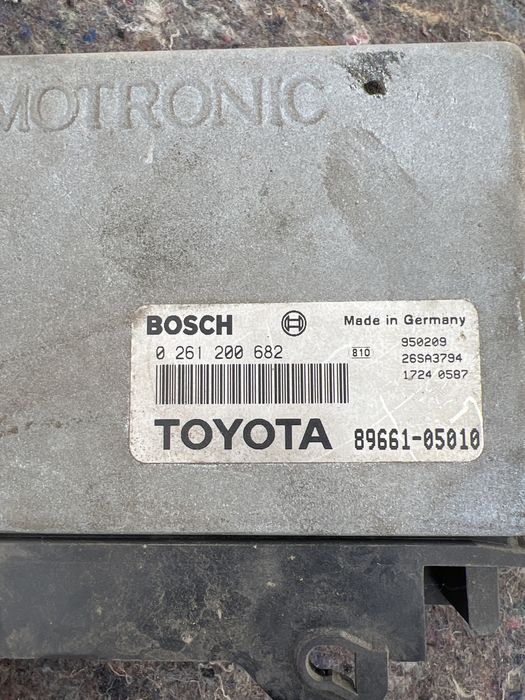 MOTRONIC
BOSCH Made in Germany
0 261 200 682 810 950209
26SA3794
1724 0587
TOYOTA 89661-05010